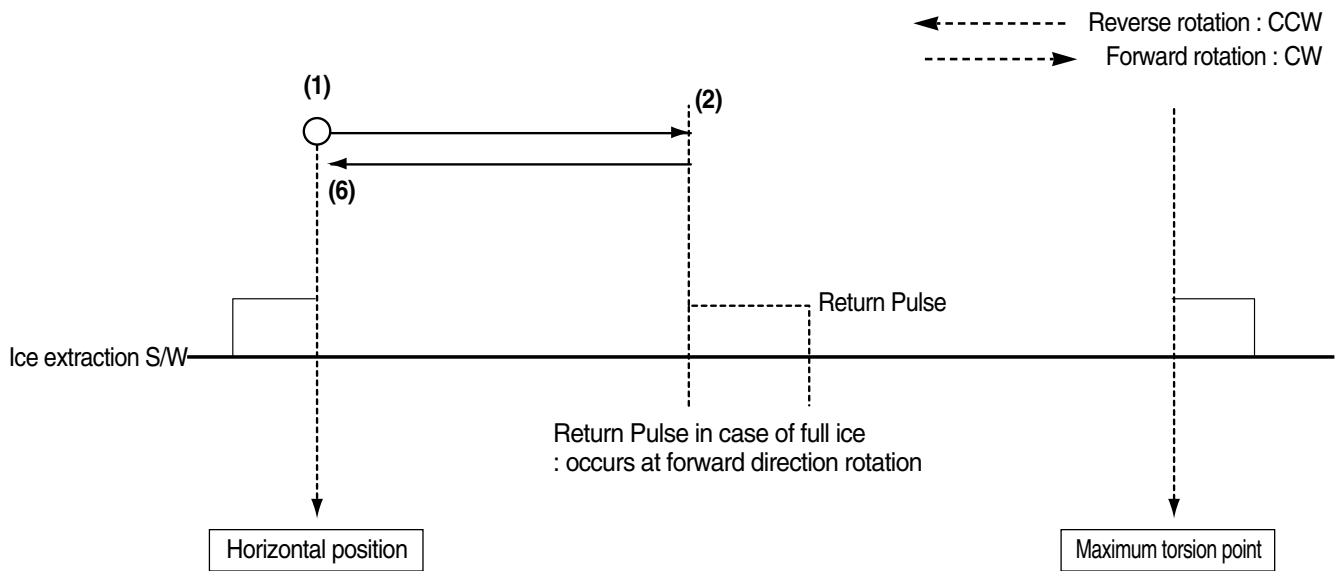 Reverse rotation : CCW
Forward rotation : CW
(1)
(2)
(6)
Return Pulse
Ice extraction S/W
Return Pulse in case of full ice
: occurs at forward direction rotation
Horizontal position
Maximum torsion point